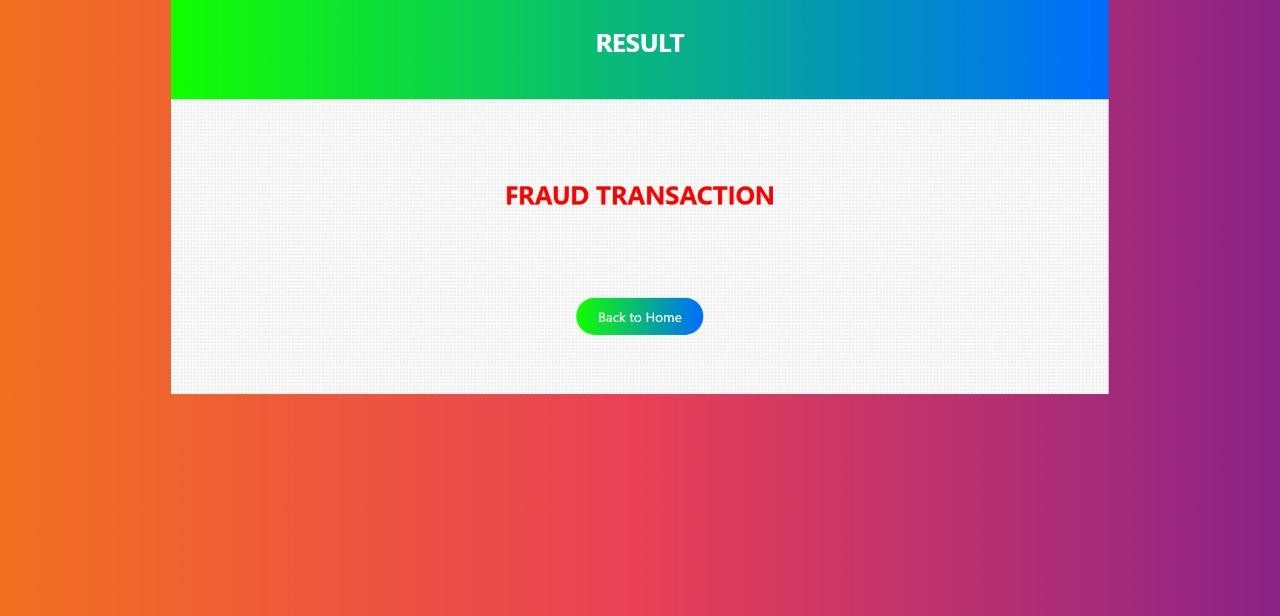 RESULT
FRAUD TRANSACTION
Back to Home